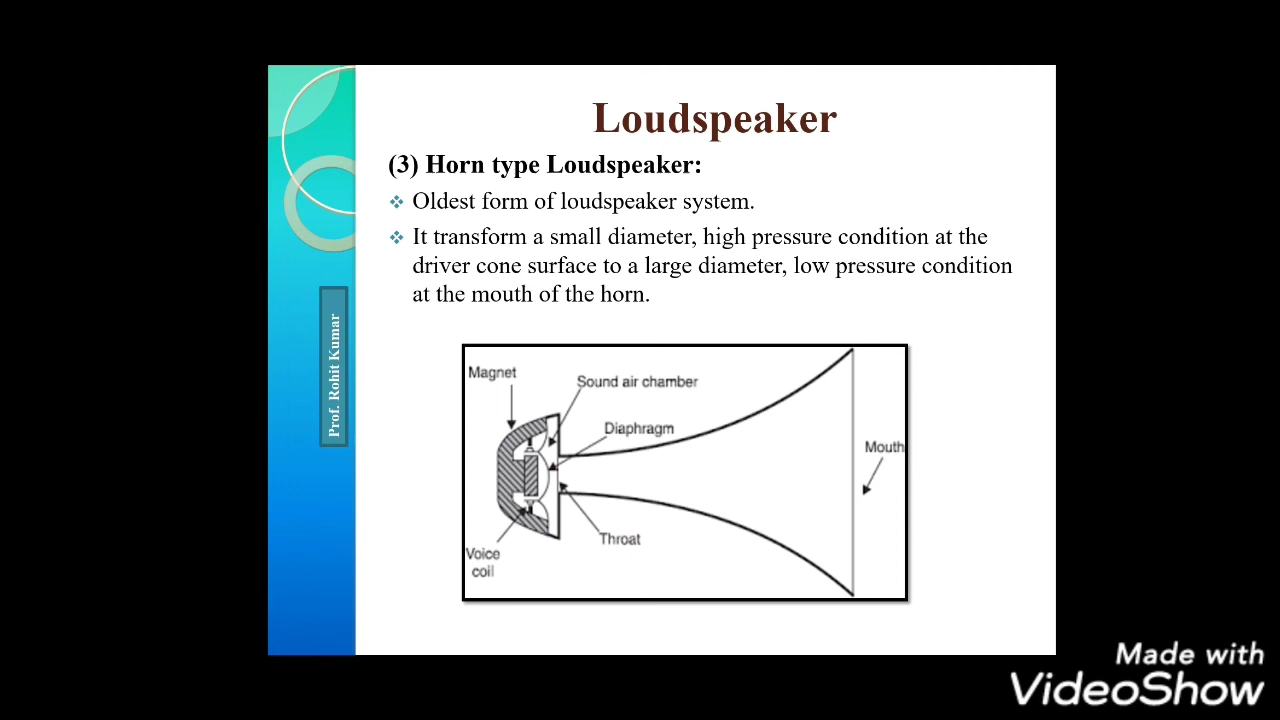 Loudspeaker
(3) Horn type Loudspeaker:
❖ Oldest form of loudspeaker system.
❖ It transform a small diameter, high pressure condition at the
driver cone surface to a large diameter, low pressure condition
at the mouth of the horn.
Prof. Rohit Kumar
Magnet
Sound air chamber
Diaphragm
Mouth
Throat
Voice
coil
Made with
VideoShow